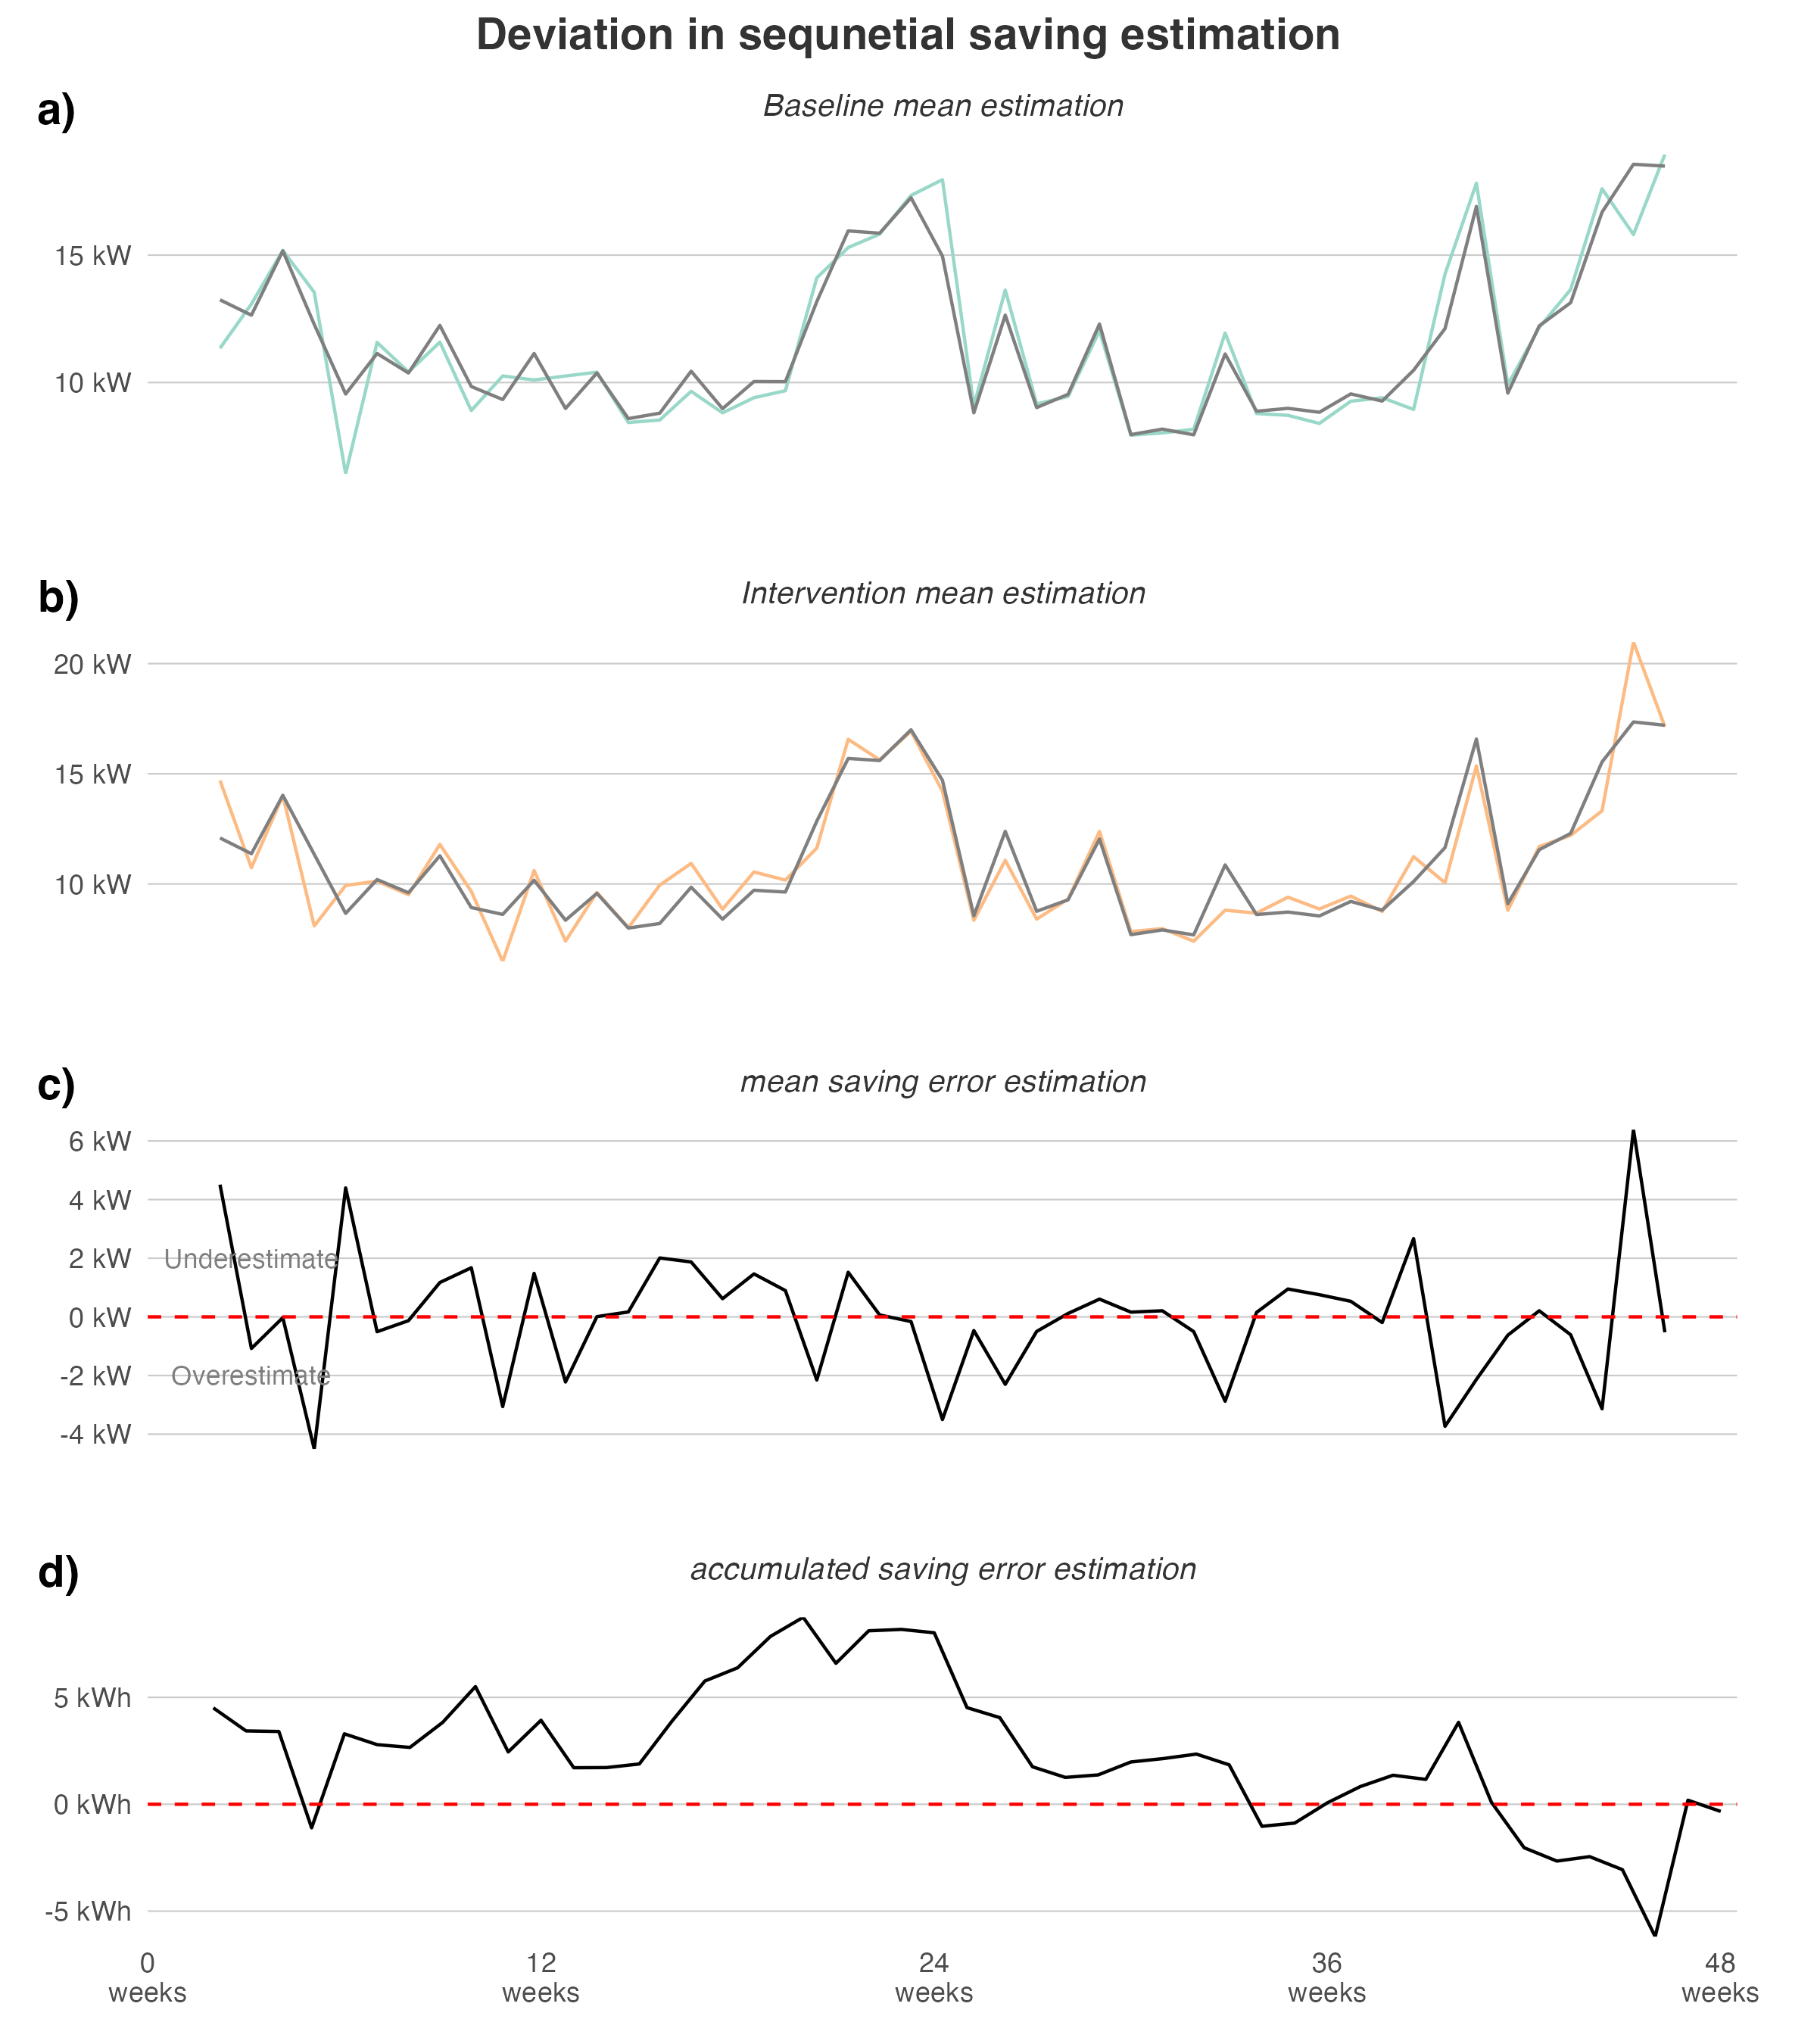 Deviation in sequnetial saving estimation
a)
Baseline mean estimation
15 kW
10 kW
b)
Intervention mean estimation
20 kW
15 kW
10 kW
c)
mean saving error estimation
6 kW
4 kW
2 kW
Underestimate
0 kW
-2 kW
Overestimate
-4 kW
d)
accumulated saving error estimation
5 kWh
0 kWh
-5 kWh
0 12 24 36 48
weeks weeks weeks weeks weeks